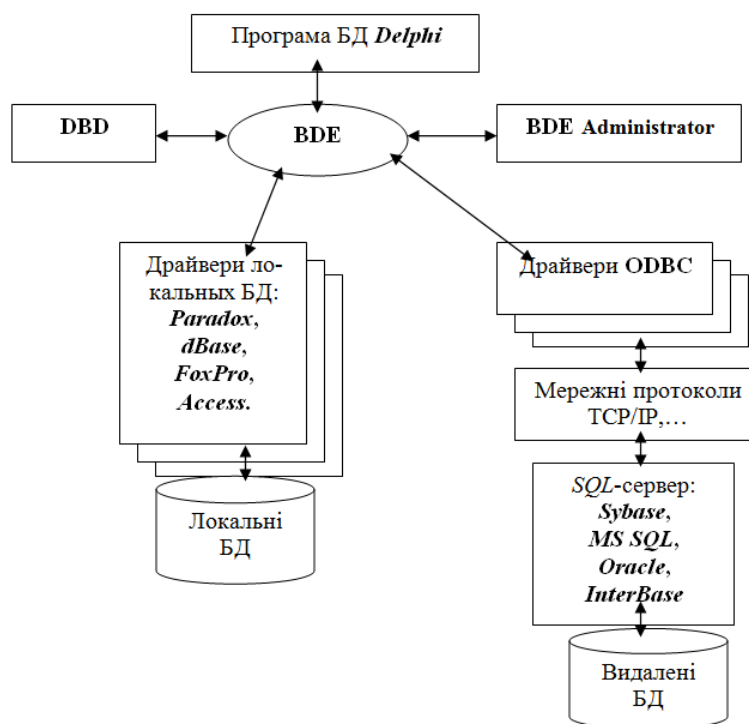 Програма БД Delphi
DBD
BDE
BDE Administrator
Драйвери ло-
кальных БД:
Paradox,
dBase,
FoxPro,
Access.
Локальні
БД
Драйвери ODBC
Мережні протоколи
TCP/IP,…
SQL-сервер:
Sybase,
MS SQL,
Oracle,
InterBase
Видалені
БД